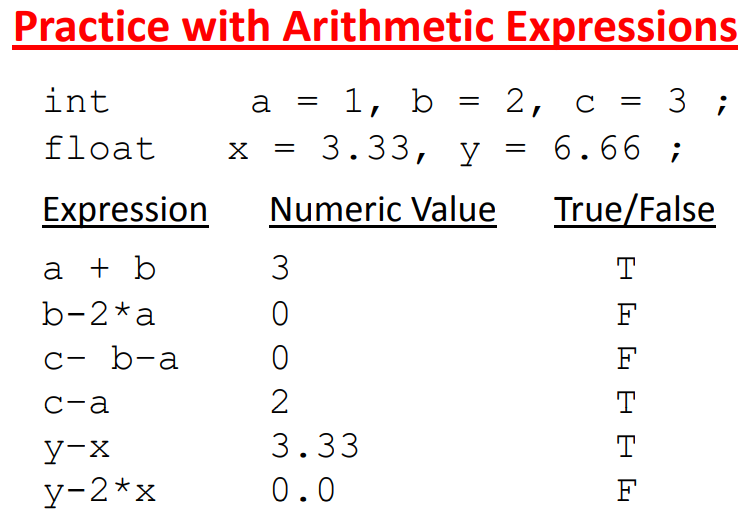 Practice with Arithmetic Expressions
int a = 1, b = 2, c = 3 ;
float x = 3.33, y = 6.66 ;
Expression Numeric Value True/False
a + b 3 T
b-2*a 0 F
c- b-a 0 F
c-a 2 T
y-x 3.33 T
y-2*x 0.0 F